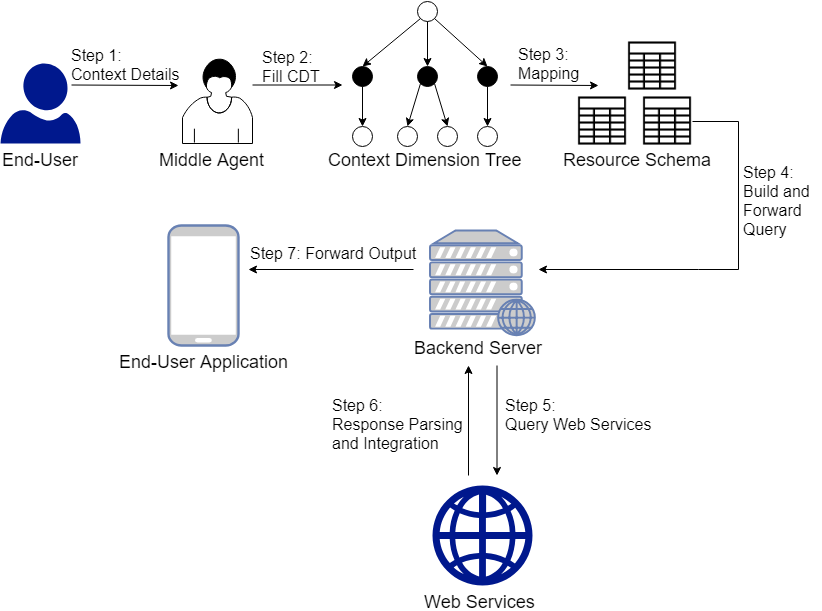 Step 1:
Context Details
Step 2:
Fill CDT
Step 3:
Mapping
End-User
Middle Agent
Context Dimension Tree
Resource Schema
Step 4:
Build and
Forward
Query
Step 7: Forward Output
End-User Application
Backend Server
Step 6:
Response Parsing
and Integration
Step 5:
Query Web Services
Web Services